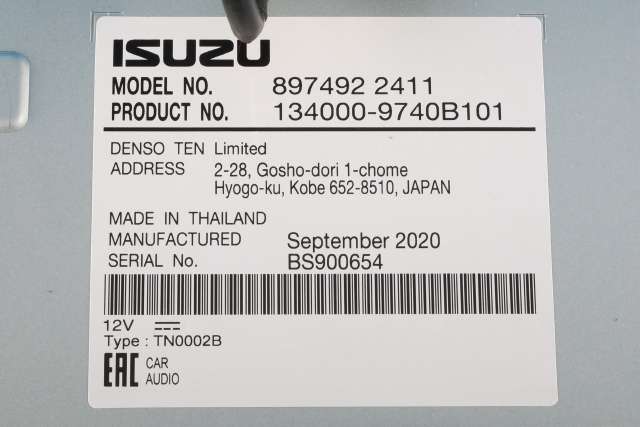 ISUZU
MODEL NO. 897492 2411
PRODUCT NO. 134000-9740B101
DENSO TEN Limited
ADDRESS 2-28, Gosho-dori 1-chome
Hyogo-ku, Kobe 652-8510, JAPAN
MADE IN THAILAND
MANUFACTURED September 2020
SERIAL No. BS900654
12V
Type : TN0002B
EAC CAR
AUDIO